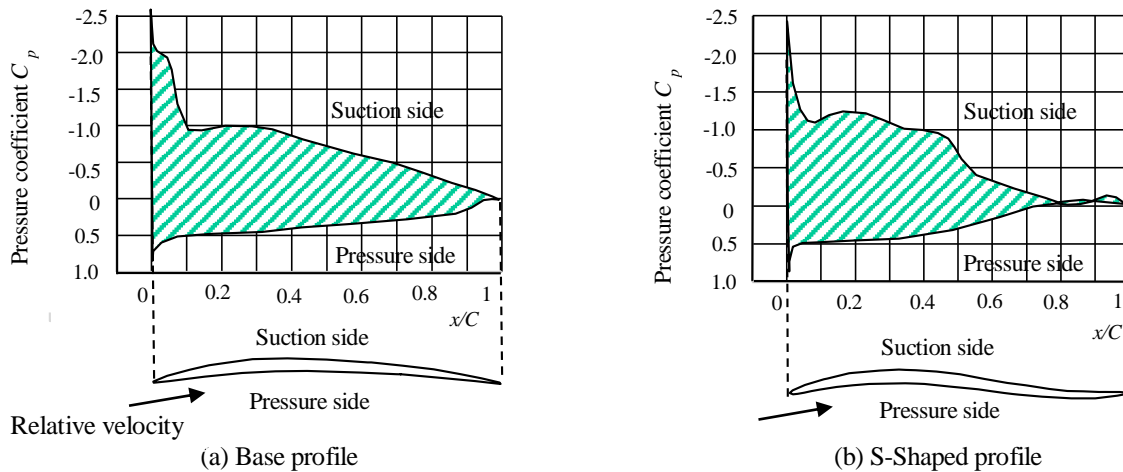 Pressure coefficient C p
-2.5
-2.0
-1.5
-1.0
-0.5
0
0.5
1.0
Suction side
Pressure side
0
0.2
0.4
0.6
0.8
1
x/C
Suction side
Pressure side
Relative velocity
(a) Base profile
Pressure coefficient C p
-2.5
-2.0
-1.5
-1.0
-0.5
0
0.5
1.0
Suction side
Pressure side
0
0.2
0.4
0.6
0.8
1
x/C
Suction side
Pressure side
(b) S-Shaped profile